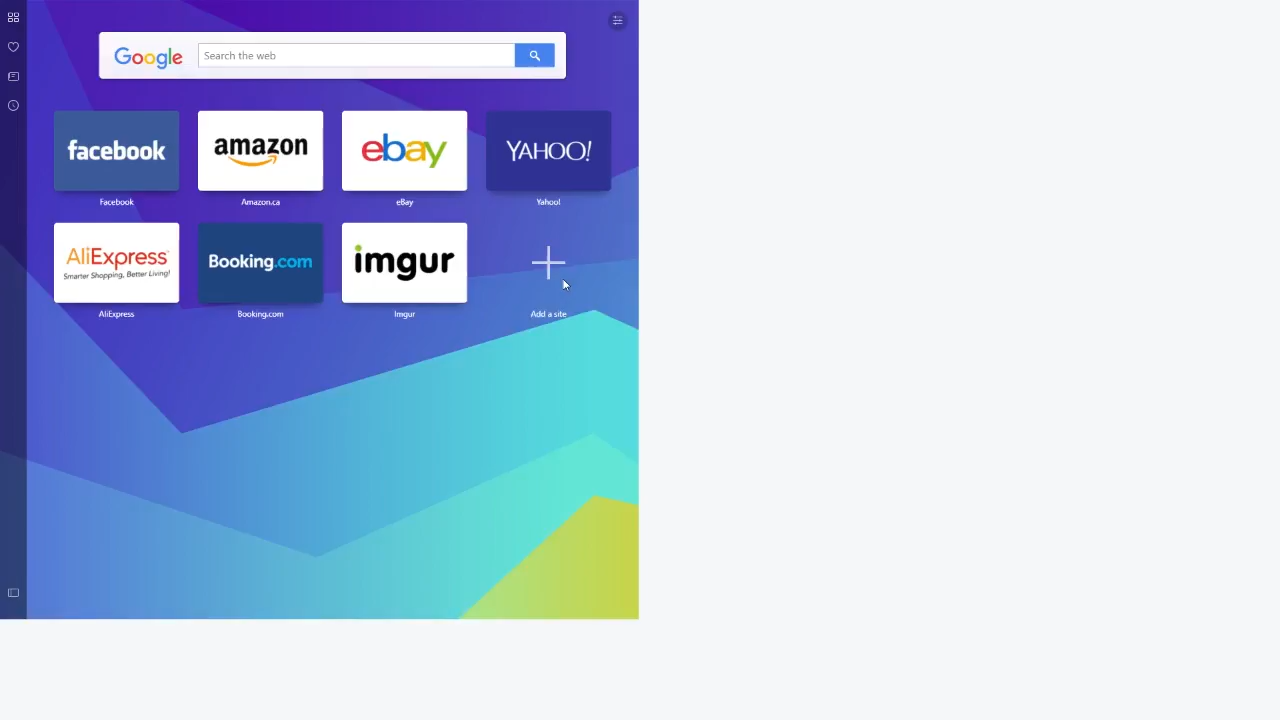 Google
Search the web
facebook
amazon
ebay
YAHOO!
Facebook
Amazon.ca
eBay
Yahoo!
AliExpress
Smarter Shopping, Better Living!
Booking.com
imgur
AliExpress
Booking.com
Imgur
Add a site